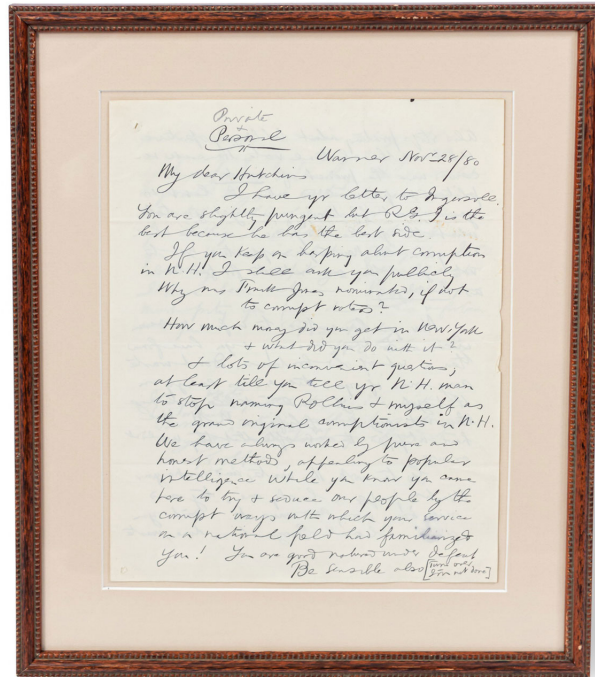 Private
+
Personal
Warner Nov. 28/80
My dear Hutchins
I have yr letter to Ingersoll.
You are slightly pungent but R.G.I is the
best because he has the best side
If you keep on harping about corruption
in N.H. I shall ask you publicly
Why was Frank Jones nominated, if not
to corrupt voters?
How much money did you get in New York
+ what did you do with it?
+ lots of inconvenient questions,
at least till you tell yr N.H. man
to stop naming Rollins + myself as
the grand original corruptionists in N.H.
We have always worked by pure and
honest methods, appealing to popular
intelligence while you know you came
here to try + seduce our people by the
corrupt ways with which your service
on a national field had familiarized
you! You are good natured under defeat
Be sensible also [Turn over
I'm not done]